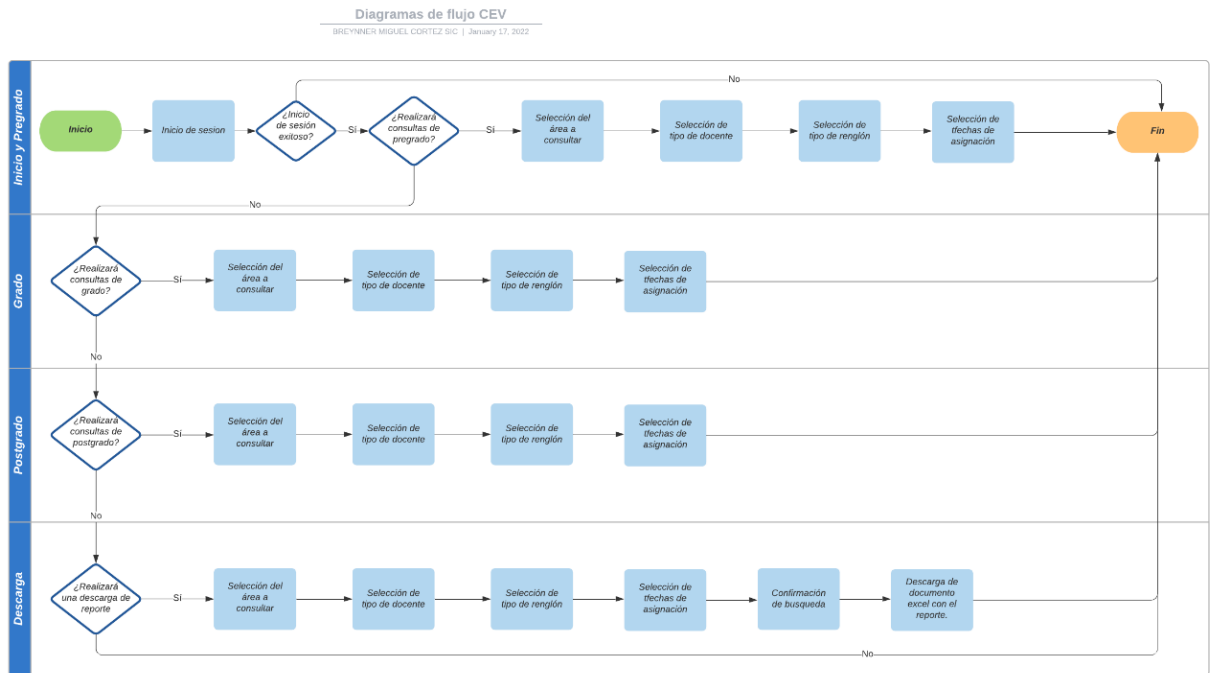 Diagramas de flujo CEV
BREYNNER MIGUEL CORTEZ SIC | January 17, 2022
Inicio y Pregrado
Inicio
Inicio de sesion
¿Inicio
de sesión
exitoso?
Sí
¿Realizará
consultas de
pregrado?
Sí
Selección del
área a
consultar
Selección de
tipo de docente
Selección de
tipo de renglón
Selección de
tfechas de
asignación
No
Fin
No
Grado
¿Realizará
consultas de
grado?
Sí
Selección del
área a
consultar
Selección de
tipo de docente
Selección de
tipo de renglón
Selección de
tfechas de
asignación
No
Postgrado
¿Realizará
consultas de
postgrado?
Sí
Selección del
área a
consultar
Selección de
tipo de docente
Selección de
tipo de renglón
Selección de
tfechas de
asignación
No
Descarga
¿Realizará
una descarga de
reporte
Sí
Selección del
área a
consultar
Selección de
tipo de docente
Selección de
tipo de renglón
Selección de
tfechas de
asignación
Confirmación
de busqueda
Descarga de
documento
excel con el
reporte.
No